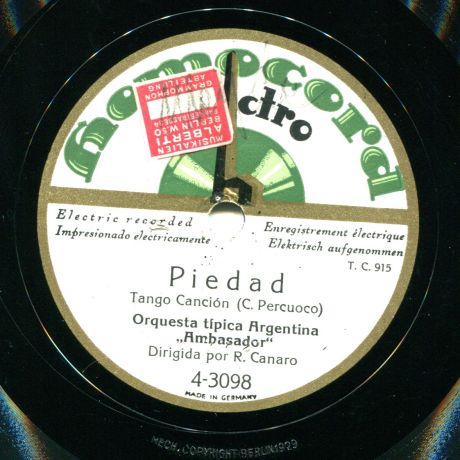 Homocord
Electro
MUSIKALIEN
ALBERTI
BERLIN W.50
GRAMMOPHON
ABTEILUNG
Electric recorded
Impresionado electricamente
Enregistrement électrique
Elektrisch aufgenommen
T. C. 915
Piedad
Tango Canción (C. Percuoco)
Orquesta típica Argentina
„Ambasador“
Dirigida por R. Canaro
4-3098
MADE IN GERMANY
MECH. COPYRIGHT BERLIN 1929